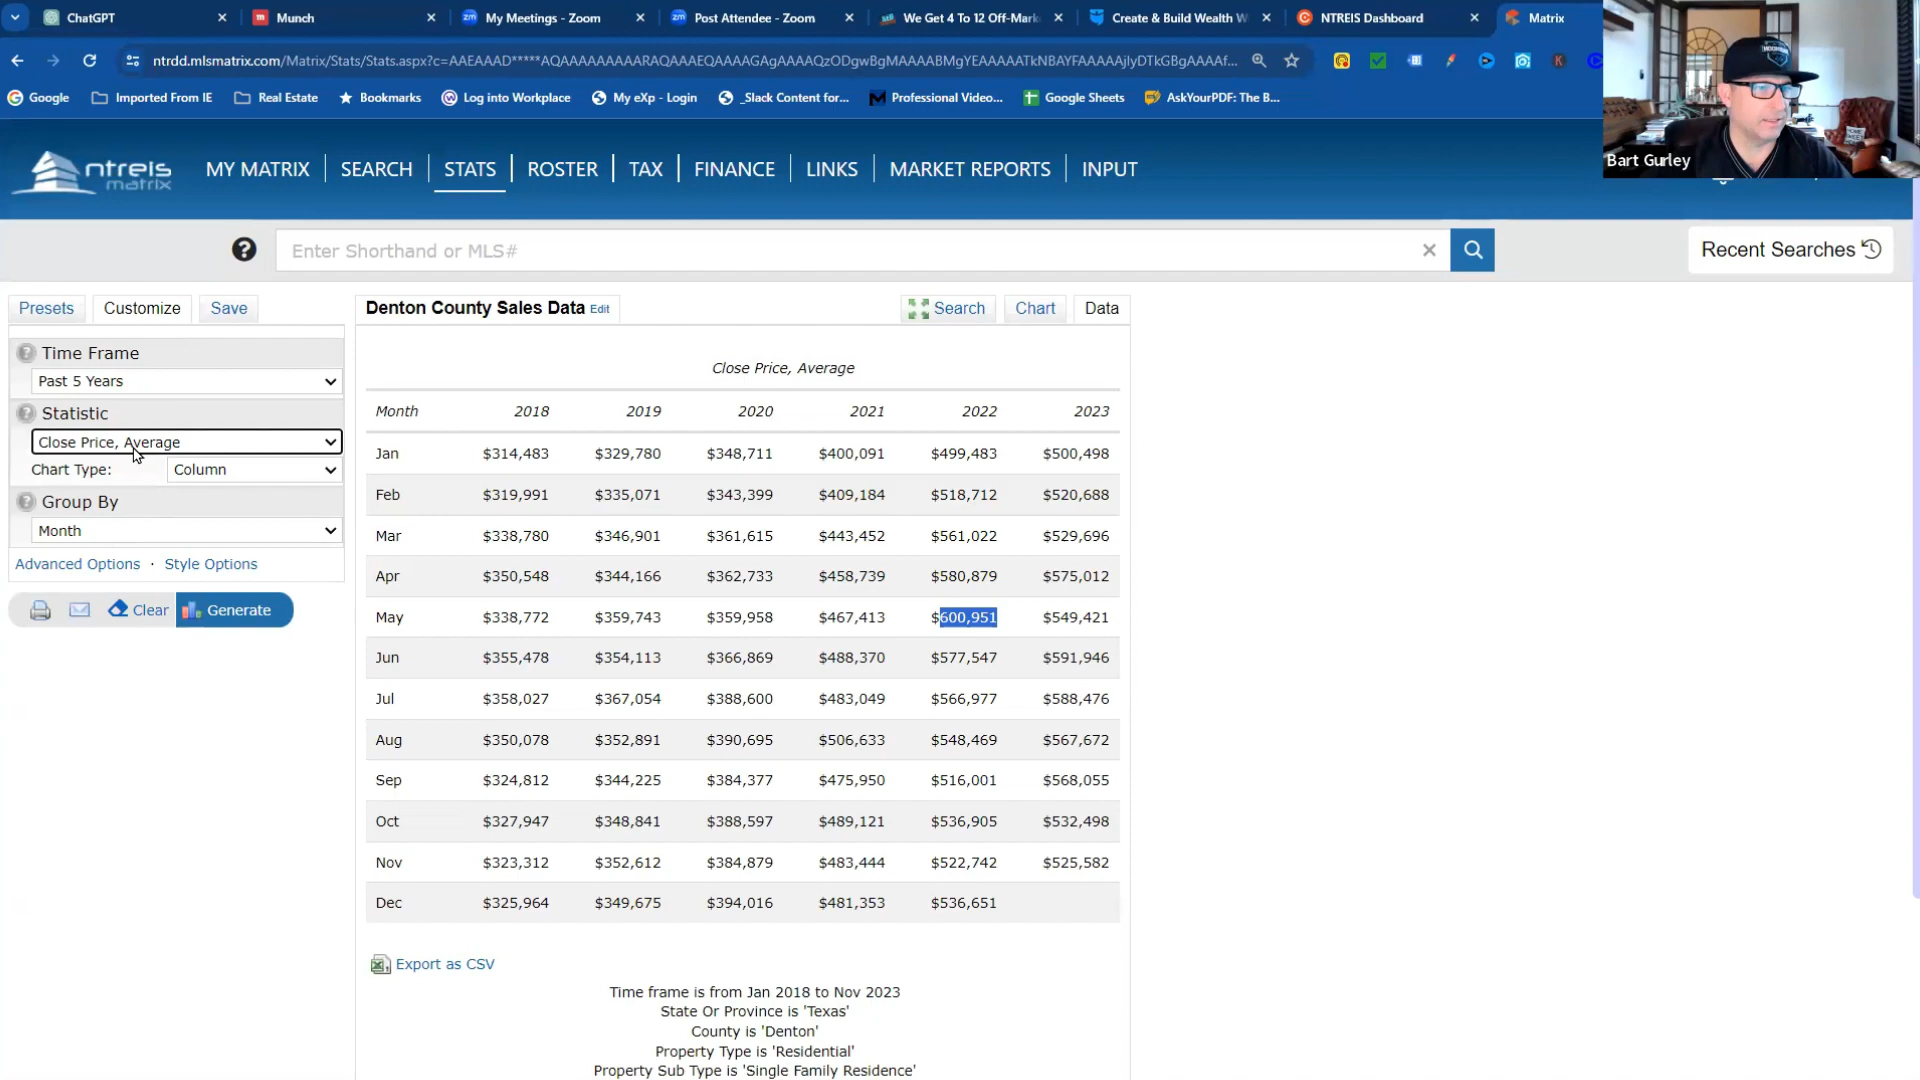 ChatGPT
Munch
My Meetings - Zoom
Post Attendee - Zoom
We Get 4 To 12 Off-Mark
Create & Build Wealth W
NTREIS Dashboard
Matrix
ntrdd.mlsmatrix.com/Matrix/Stats/Stats.aspx?c=AAEAAAD*****AQAAAAAAAAARAQAAAEQAAAAGAgAAAAQzODgwBgMAAAABMgYEAAAAATkNBAYFAAAAAjIyDTkGBgAAAAf...
Google
Imported From IE
Real Estate
Bookmarks
Log into Workplace
My eXp - Login
_Slack Content for...
Professional Video...
Google Sheets
AskYourPDF: The B...
Bart Gurley
ntreis
matrix
MY MATRIX
SEARCH
STATS
ROSTER
TAX
FINANCE
LINKS
MARKET REPORTS
INPUT
Enter Shorthand or MLS#
Recent Searches
Presets
Customize
Save
Time Frame
Past 5 Years
Statistic
Close Price, Average
Chart Type: Column
Group By
Month
Advanced Options · Style Options
Clear
Generate
Denton County Sales Data Edit
Search
Chart
Data
Close Price, Average
Month 2018 2019 2020 2021 2022 2023
Jan $314,483 $329,780 $348,711 $400,091 $499,483 $500,498
Feb $319,991 $335,071 $343,399 $409,184 $518,712 $520,688
Mar $338,780 $346,901 $361,615 $443,452 $561,022 $529,696
Apr $350,548 $344,166 $362,733 $458,739 $580,879 $575,012
May $338,772 $359,743 $359,958 $467,413 $600,951 $549,421
Jun $355,478 $354,113 $366,869 $488,370 $577,547 $591,946
Jul $358,027 $367,054 $388,600 $483,049 $566,977 $588,476
Aug $350,078 $352,891 $390,695 $506,633 $548,469 $567,672
Sep $324,812 $344,225 $384,377 $475,950 $516,001 $568,055
Oct $327,947 $348,841 $388,597 $489,121 $536,905 $532,498
Nov $323,312 $352,612 $384,879 $483,444 $522,742 $525,582
Dec $325,964 $349,675 $394,016 $481,353 $536,651
Export as CSV
Time frame is from Jan 2018 to Nov 2023
State Or Province is 'Texas'
County is 'Denton'
Property Type is 'Residential'
Property Sub Type is 'Single Family Residence'